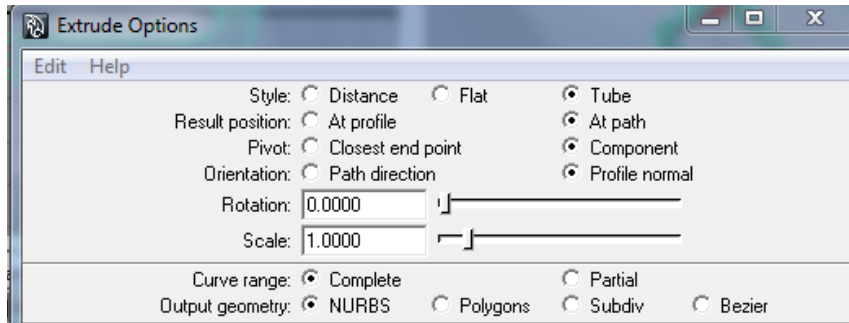 Extrude Options
Edit Help
Style: Distance Flat Tube
Result position: At profile At path
Pivot: Closest end point Component
Orientation: Path direction Profile normal
Rotation: 0.0000
Scale: 1.0000
Curve range: Complete Partial
Output geometry: NURBS Polygons Subdiv Bezier